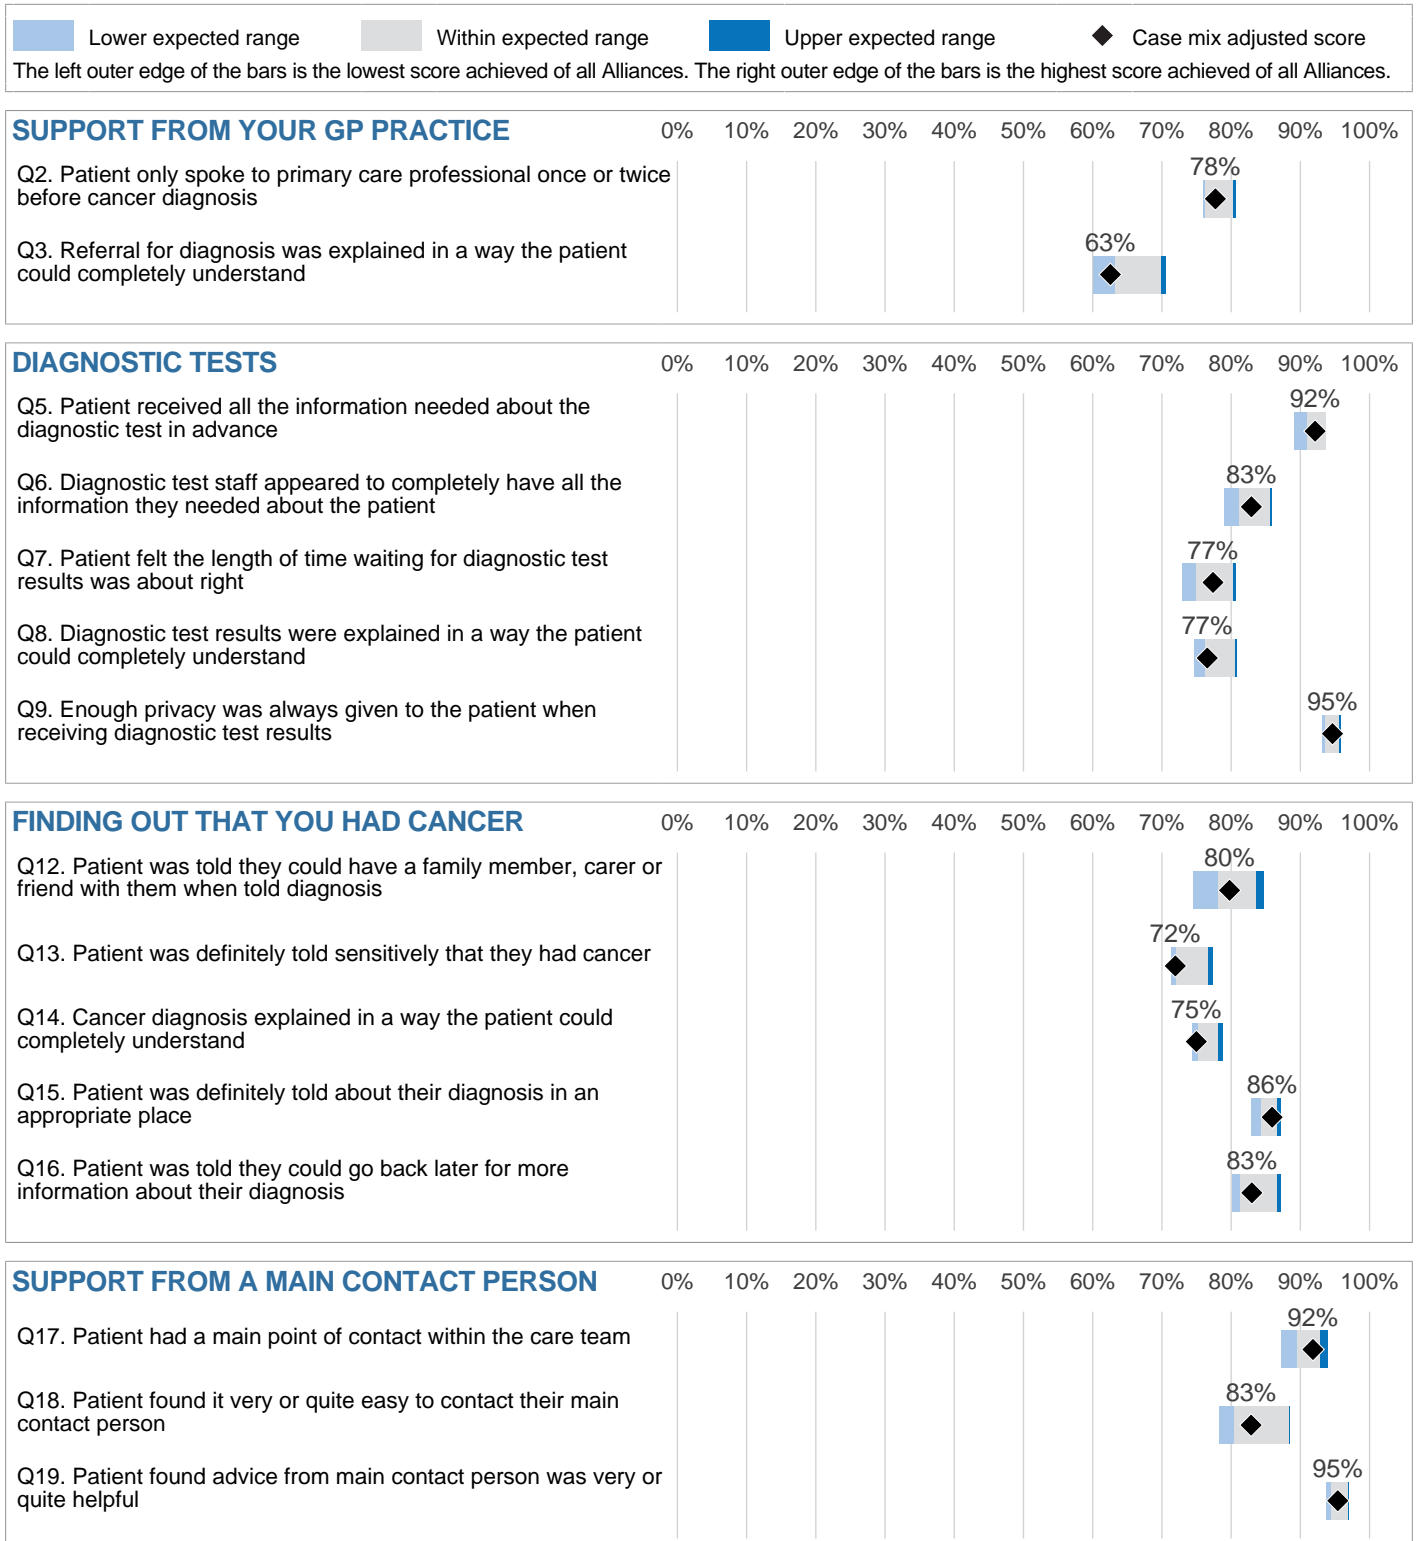 Lower expected range Within expected range Upper expected range Case mix adjusted score
The left outer edge of the bars is the lowest score achieved of all Alliances. The right outer edge of the bars is the highest score achieved of all Alliances.
SUPPORT FROM YOUR GP PRACTICE 0% 10% 20% 30% 40% 50% 60% 70% 80% 90% 100%
78%
Q2. Patient only spoke to primary care professional once or twice
before cancer diagnosis
63%
Q3. Referral for diagnosis was explained in a way the patient
could completely understand
DIAGNOSTIC TESTS 0% 10% 20% 30% 40% 50% 60% 70% 80% 90% 100%
92%
Q5. Patient received all the information needed about the
diagnostic test in advance
83%
Q6. Diagnostic test staff appeared to completely have all the
information they needed about the patient
77%
Q7. Patient felt the length of time waiting for diagnostic test
results was about right
77%
Q8. Diagnostic test results were explained in a way the patient
could completely understand
95%
Q9. Enough privacy was always given to the patient when
receiving diagnostic test results
FINDING OUT THAT YOU HAD CANCER 0% 10% 20% 30% 40% 50% 60% 70% 80% 90% 100%
80%
Q12. Patient was told they could have a family member, carer or
friend with them when told diagnosis
72%
Q13. Patient was definitely told sensitively that they had cancer
75%
Q14. Cancer diagnosis explained in a way the patient could
completely understand
86%
Q15. Patient was definitely told about their diagnosis in an
appropriate place
83%
Q16. Patient was told they could go back later for more
information about their diagnosis
SUPPORT FROM A MAIN CONTACT PERSON 0% 10% 20% 30% 40% 50% 60% 70% 80% 90% 100%
92%
Q17. Patient had a main point of contact within the care team
83%
Q18. Patient found it very or quite easy to contact their main
contact person
95%
Q19. Patient found advice from main contact person was very or
quite helpful